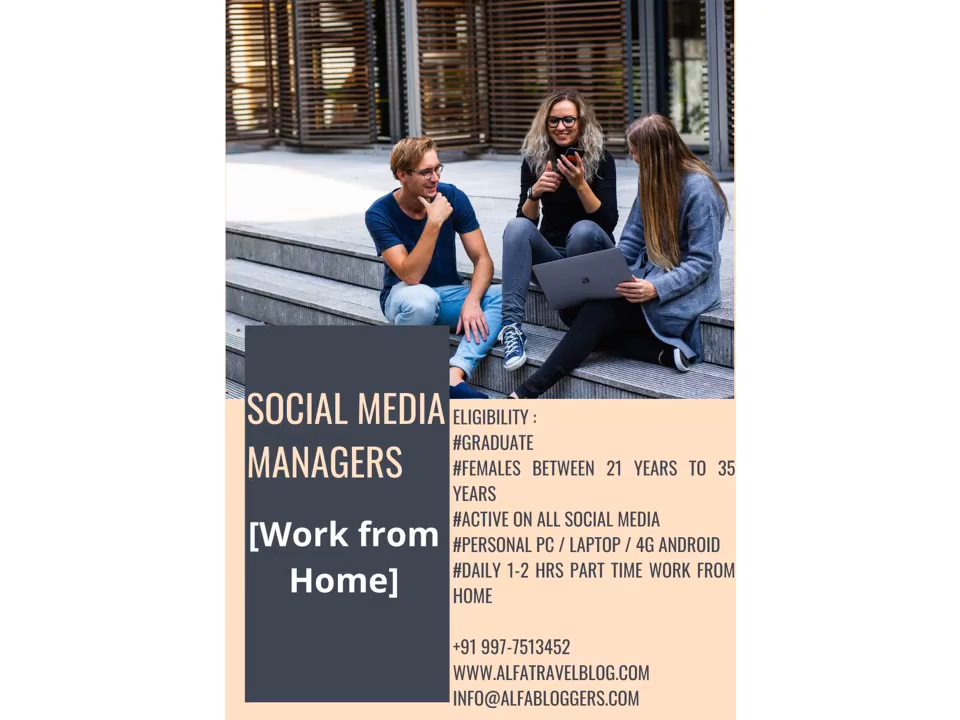 SOCIAL MEDIA
MANAGERS
[Work from
Home]
ELIGIBILITY :
#GRADUATE
#FEMALES BETWEEN 21 YEARS TO 35
YEARS
#ACTIVE ON ALL SOCIAL MEDIA
#PERSONAL PC / LAPTOP / 4G ANDROID
#DAILY 1-2 HRS PART TIME WORK FROM
HOME
+91 997-7513452
WWW.ALFATRAVELBLOG.COM
INFO@ALFABLOGGERS.COM